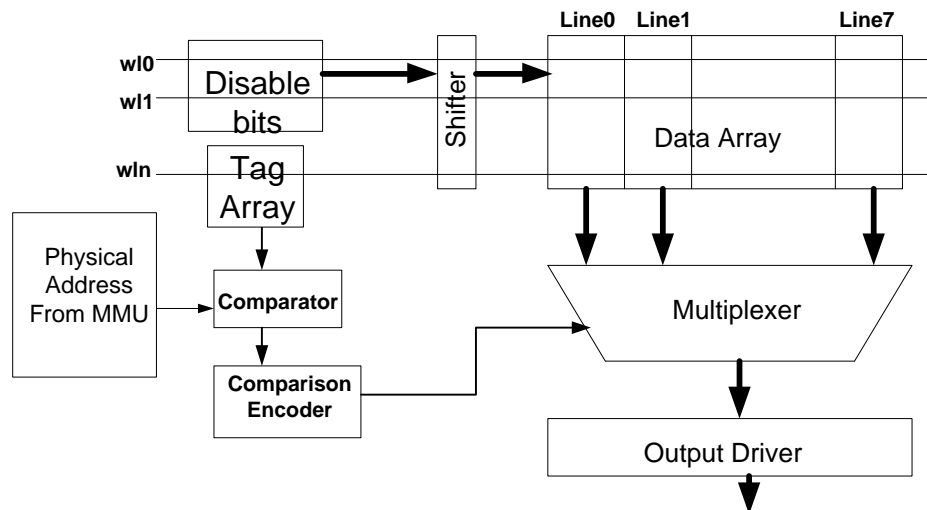 Line0 Line1 Line7
wl0
Disable
bits
wl1
Shifter
Data Array
wln
Tag
Array
Physical
Address
From MMU
Comparator
Multiplexer
Comparison
Encoder
Output Driver